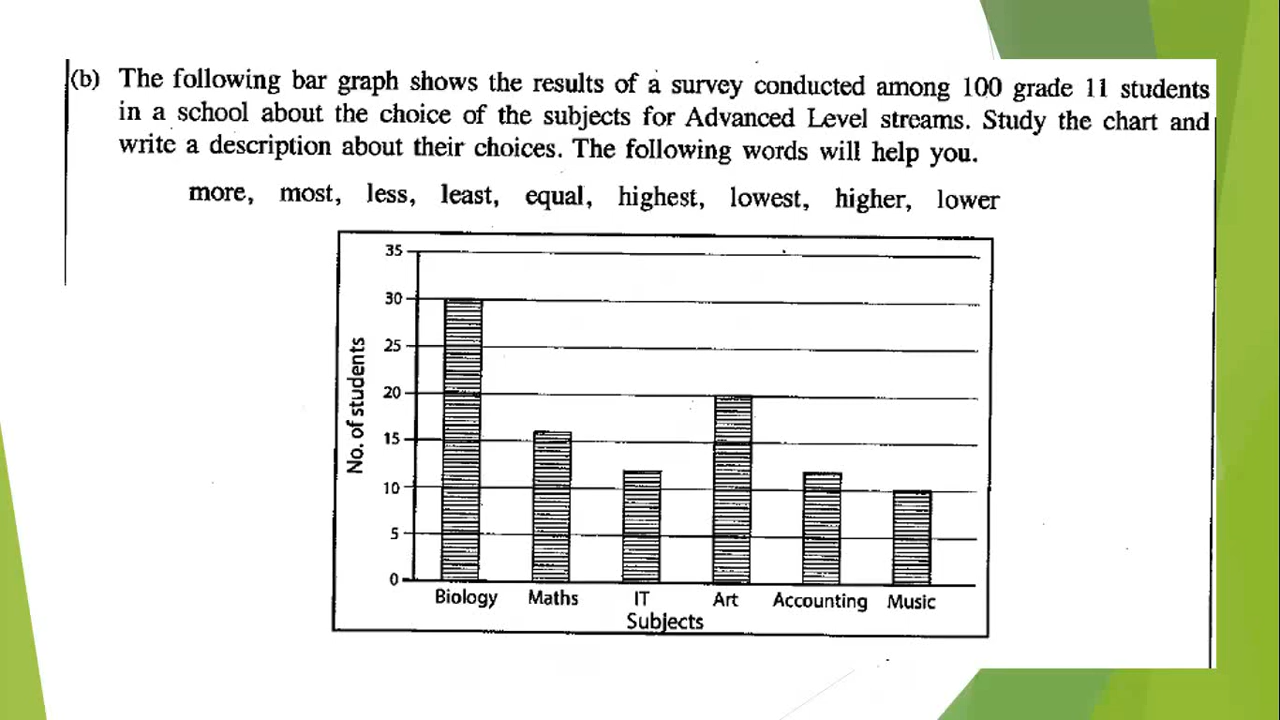 (b) The following bar graph shows the results of a survey conducted among 100 grade 11 students
in a school about the choice of the subjects for Advanced Level streams. Study the chart and
write a description about their choices. The following words will help you.
more, most, less, least, equal, highest, lowest, higher, lower
35
30
25
20
15
10
5
0
No. of students
Biology Maths IT Art Accounting Music
Subjects